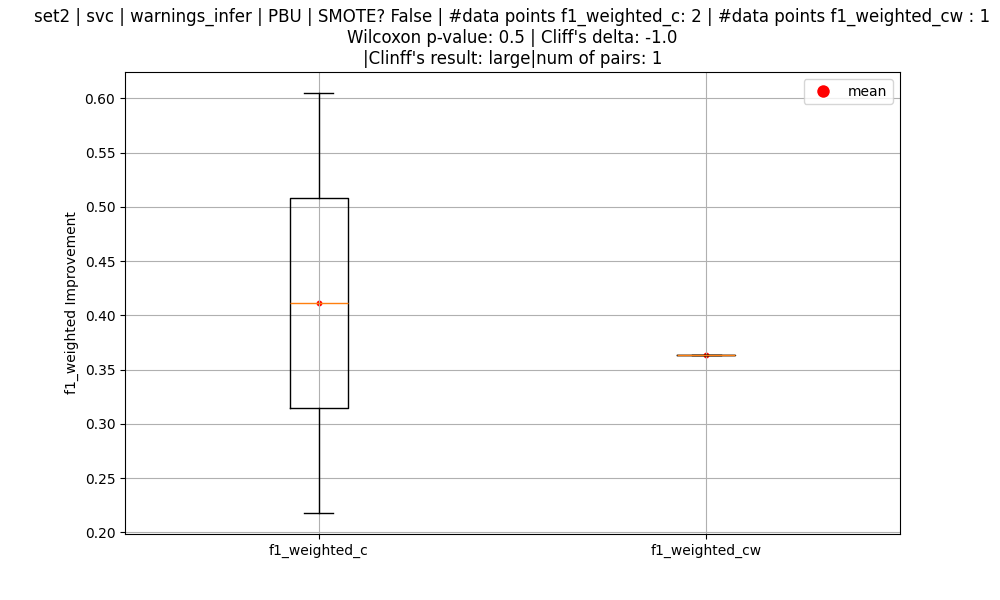 set2 | svc | warnings_infer | PBU | SMOTE? False | #data points f1_weighted_c: 2 | #data points f1_weighted_cw : 1
Wilcoxon p-value: 0.5 | Cliff's delta: -1.0
|Clinff's result: large|num of pairs: 1
mean
0.60
0.55
0.50
0.45
0.40
0.35
0.30
0.25
0.20
f1_weighted Improvement
f1_weighted_c
f1_weighted_cw